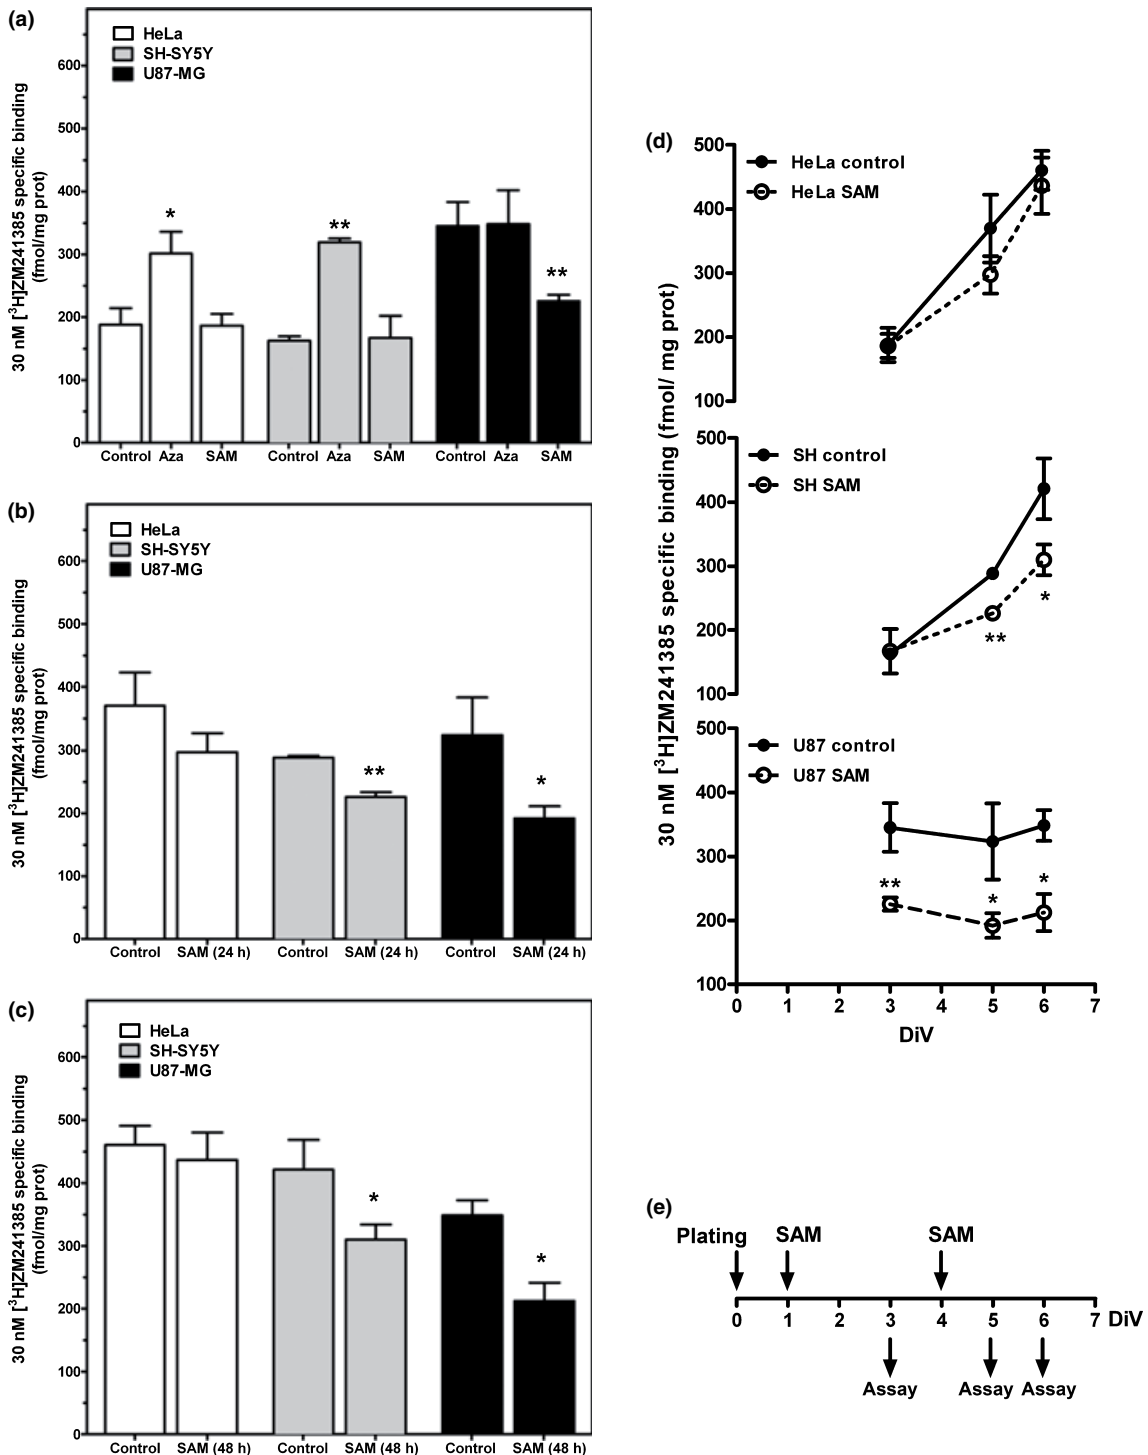 (a)
HeLa
SH-SY5Y
U87-MG
30 nM [³H]ZM241385 specific binding
(fmol/mg prot)
600
500
400
300
200
100
0
*
**
**
Control Aza SAM Control Aza SAM Control Aza SAM
(b)
HeLa
SH-SY5Y
U87-MG
30 nM [³H]ZM241385 specific binding
(fmol/mg prot)
600
500
400
300
200
100
0
**
*
Control SAM (24 h) Control SAM (24 h) Control SAM (24 h)
(c)
HeLa
SH-SY5Y
U87-MG
30 nM [³H]ZM241385 specific binding
(fmol/mg prot)
600
500
400
300
200
100
0
*
*
Control SAM (48 h) Control SAM (48 h) Control SAM (48 h)
(d)
30 nM [³H]ZM241385 specific binding (fmol/ mg prot)
HeLa control
HeLa SAM
500
400
300
200
100
SH control
SH SAM
500
400
300
200
100
**
*
U87 control
U87 SAM
500
400
300
200
100
**
*
*
0 1 2 3 4 5 6 7
DiV
(e)
Plating SAM SAM
0 1 2 3 4 5 6 7 DiV
Assay Assay Assay